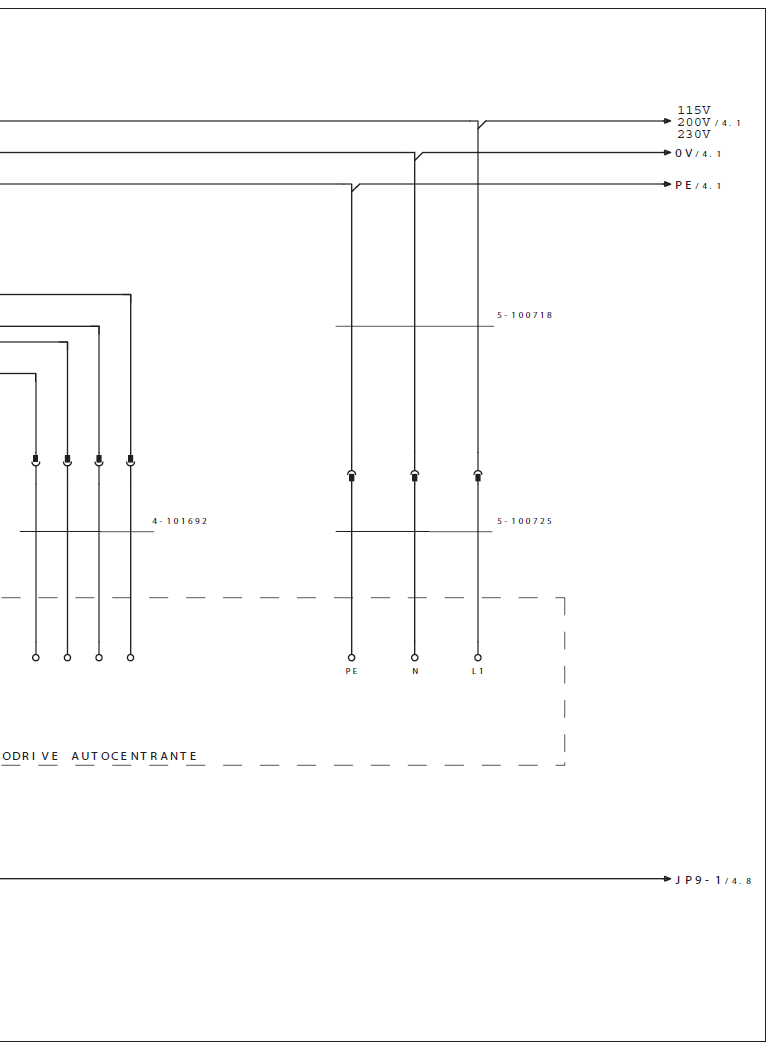 115V
200V/4.1
230V
0V/4.1
PE/4.1
5-100718
4-101692
5-100725
PE N L1
ODRIVE AUTOCENTRANTE
JP9-1/4.8